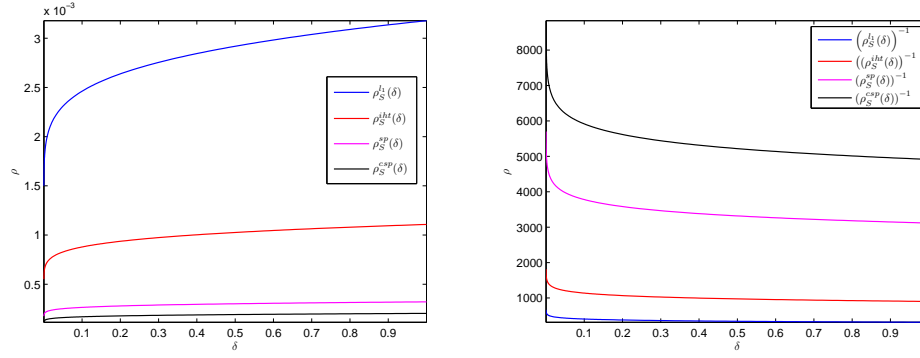 x 10⁻³
3
2.5
2
1.5
1
0.5
ρ
0.1 0.2 0.3 0.4 0.5 0.6 0.7 0.8 0.9
δ
ρ_S^{l_1}(δ)
ρ_S^{iht}(δ)
ρ_S^{sp}(δ)
ρ_S^{csp}(δ)
8000
7000
6000
5000
4000
3000
2000
1000
ρ
0.1 0.2 0.3 0.4 0.5 0.6 0.7 0.8 0.9
δ
(ρ_S^{l_1}(δ))^{-1}
((ρ_S^{iht}(δ))^{-1}
(ρ_S^{sp}(δ))^{-1}
(ρ_S^{csp}(δ))^{-1}